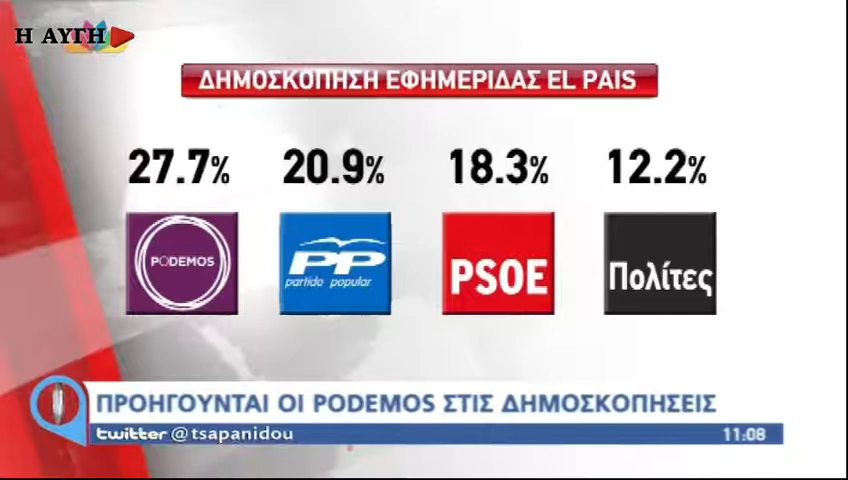 Η ΑΥΓΗ
ΔΗΜΟΣΚΟΠΗΣΗ ΕΦΗΜΕΡΙΔΑΣ EL PAIS
27.7% 20.9% 18.3% 12.2%
PODEMOS
PP
partido popular
PSOE
Πολίτες
ΠΡΟΗΓΟΥΝΤΑΙ ΟΙ PODEMOS ΣΤΙΣ ΔΗΜΟΣΚΟΠΗΣΕΙΣ
twitter @tsapanidou 11:08